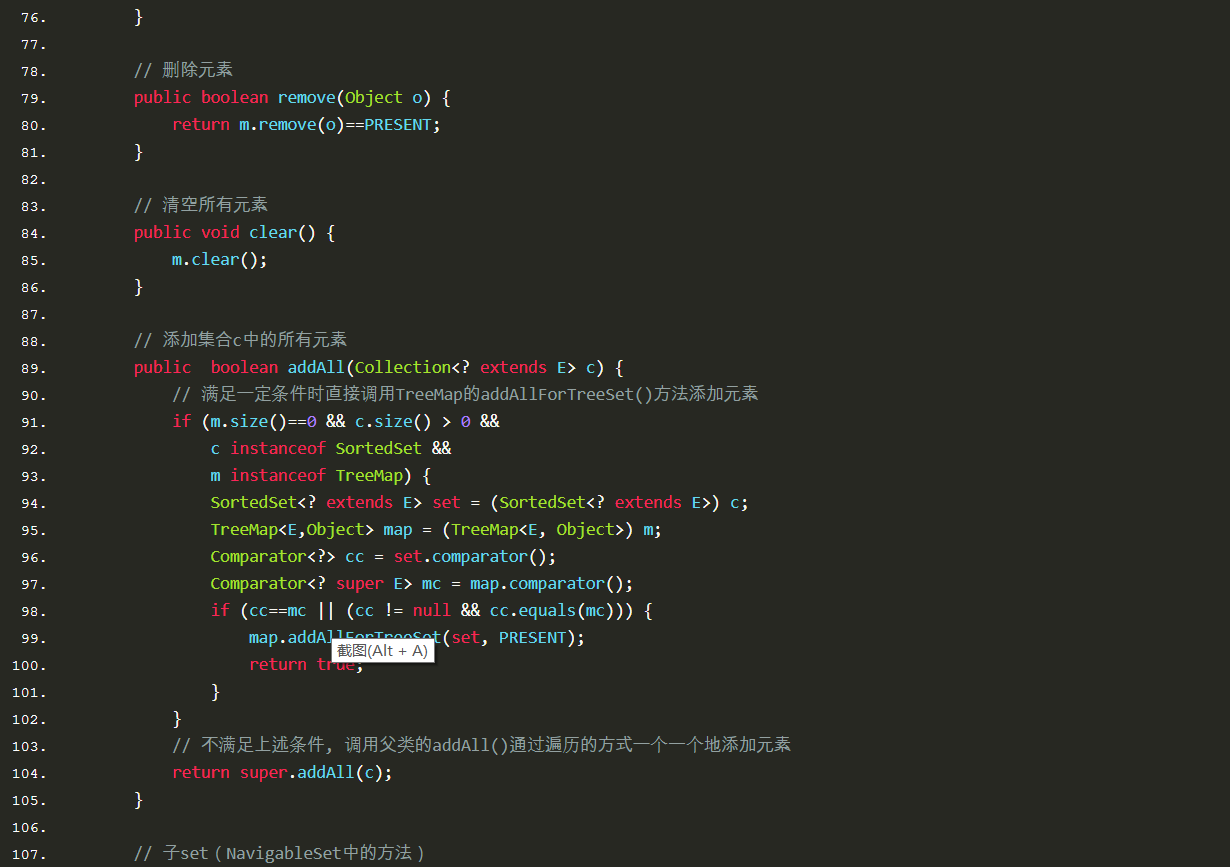 76. }
77.
78. // 删除元素
79. public boolean remove(Object o) {
80. return m.remove(o)==PRESENT;
81. }
82.
83. // 清空所有元素
84. public void clear() {
85. m.clear();
86. }
87.
88. // 添加集合c中的所有元素
89. public  boolean addAll(Collection<? extends E> c) {
90. // 满足一定条件时直接调用TreeMap的addAllForTreeSet()方法添加元素
91. if (m.size()==0 && c.size() > 0 &&
92. c instanceof SortedSet &&
93. m instanceof TreeMap) {
94. SortedSet<? extends E> set = (SortedSet<? extends E>) c;
95. TreeMap<E,Object> map = (TreeMap<E, Object>) m;
96. Comparator<?> cc = set.comparator();
97. Comparator<? super E> mc = map.comparator();
98. if (cc==mc || (cc != null && cc.equals(mc))) {
99. map.addAllForTreeSet(set, PRESENT);
截图(Alt + A)
100. return true;
101. }
102. }
103. // 不满足上述条件, 调用父类的addAll()通过遍历的方式一个一个地添加元素
104. return super.addAll(c);
105. }
106.
107. // 子set（NavigableSet中的方法）